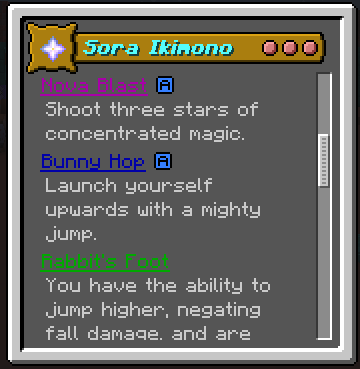 Sora Ikimono
Nova Blast A
Shoot three stars of
concentrated magic.
Bunny Hop A
Launch yourself
upwards with a mighty
jump.
Rabbit's Foot
You have the ability to
jump higher, negating
fall damage, and are